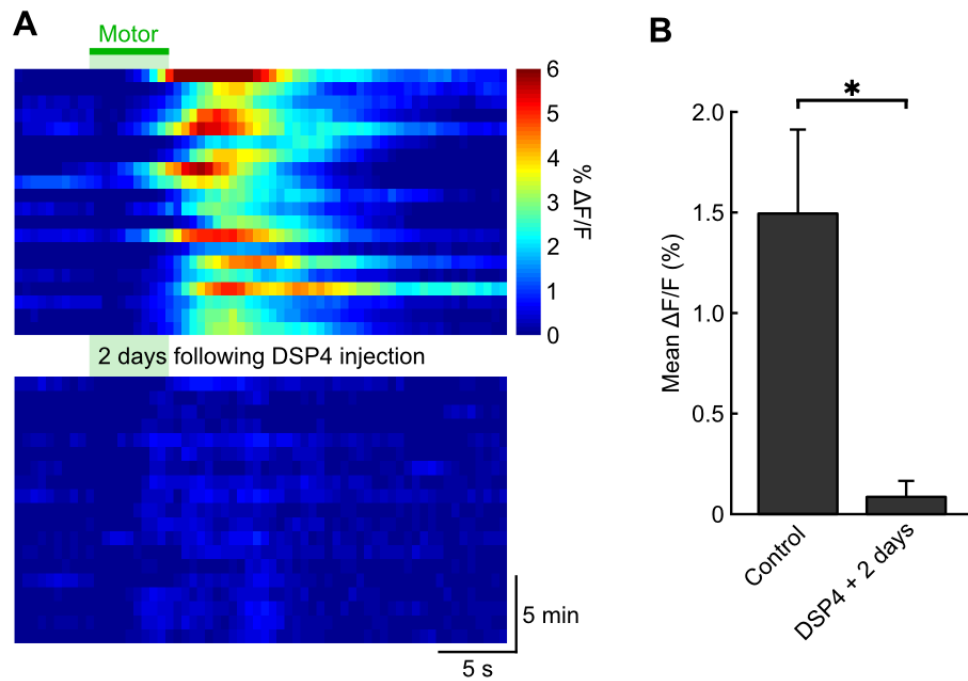 A
Motor
6
5
4
3
2
1
0
% ΔF/F
2 days following DSP4 injection
5 min
5 s
B
*
2.0
1.5
1.0
0.5
0
Mean ΔF/F (%)
Control
DSP4 + 2 days